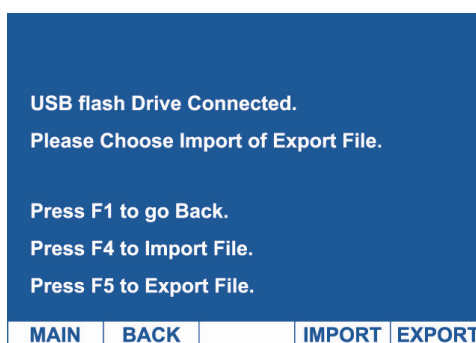 USB flash Drive Connected.
Please Choose Import of Export File.
Press F1 to go Back.
Press F4 to Import File.
Press F5 to Export File.
MAIN BACK IMPORT EXPORT